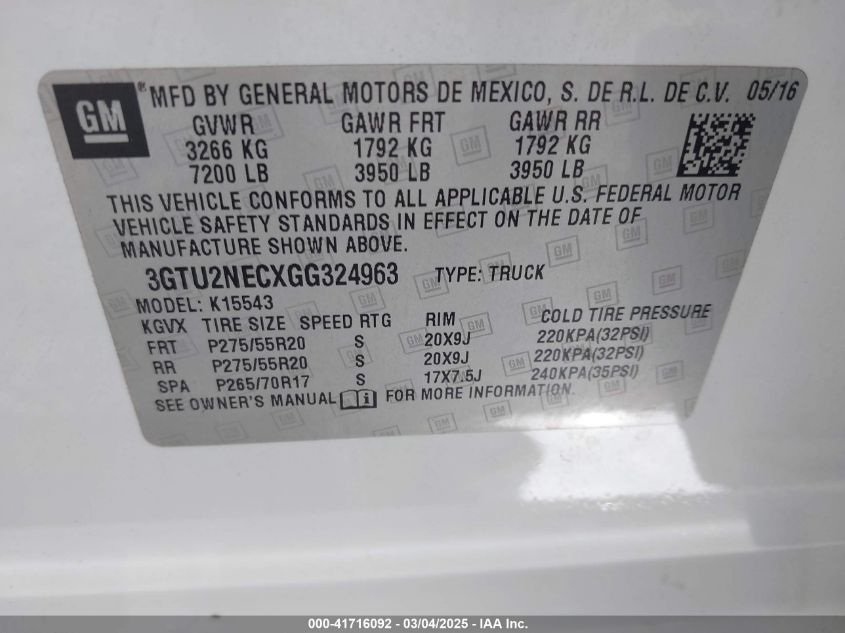 GM
® MFD BY GENERAL MOTORS DE MEXICO, S. DE R.L. DE C.V. 05/16
GVWR GAWR FRT GAWR RR
3266 KG 1792 KG 1792 KG
7200 LB 3950 LB 3950 LB
THIS VEHICLE CONFORMS TO ALL APPLICABLE U.S. FEDERAL MOTOR
VEHICLE SAFETY STANDARDS IN EFFECT ON THE DATE OF
MANUFACTURE SHOWN ABOVE.
3GTU2NECXGG324963 TYPE: TRUCK
MODEL: K15543
KGVX TIRE SIZE SPEED RTG RIM COLD TIRE PRESSURE
FRT P275/55R20 S 20X9J 220KPA(32PSI)
RR P275/55R20 S 20X9J 220KPA(32PSI)
SPA P265/70R17 S 17X7.5J 240KPA(35PSI)
SEE OWNER'S MANUAL i FOR MORE INFORMATION.
000-41716092 - 03/04/2025 - IAA Inc.